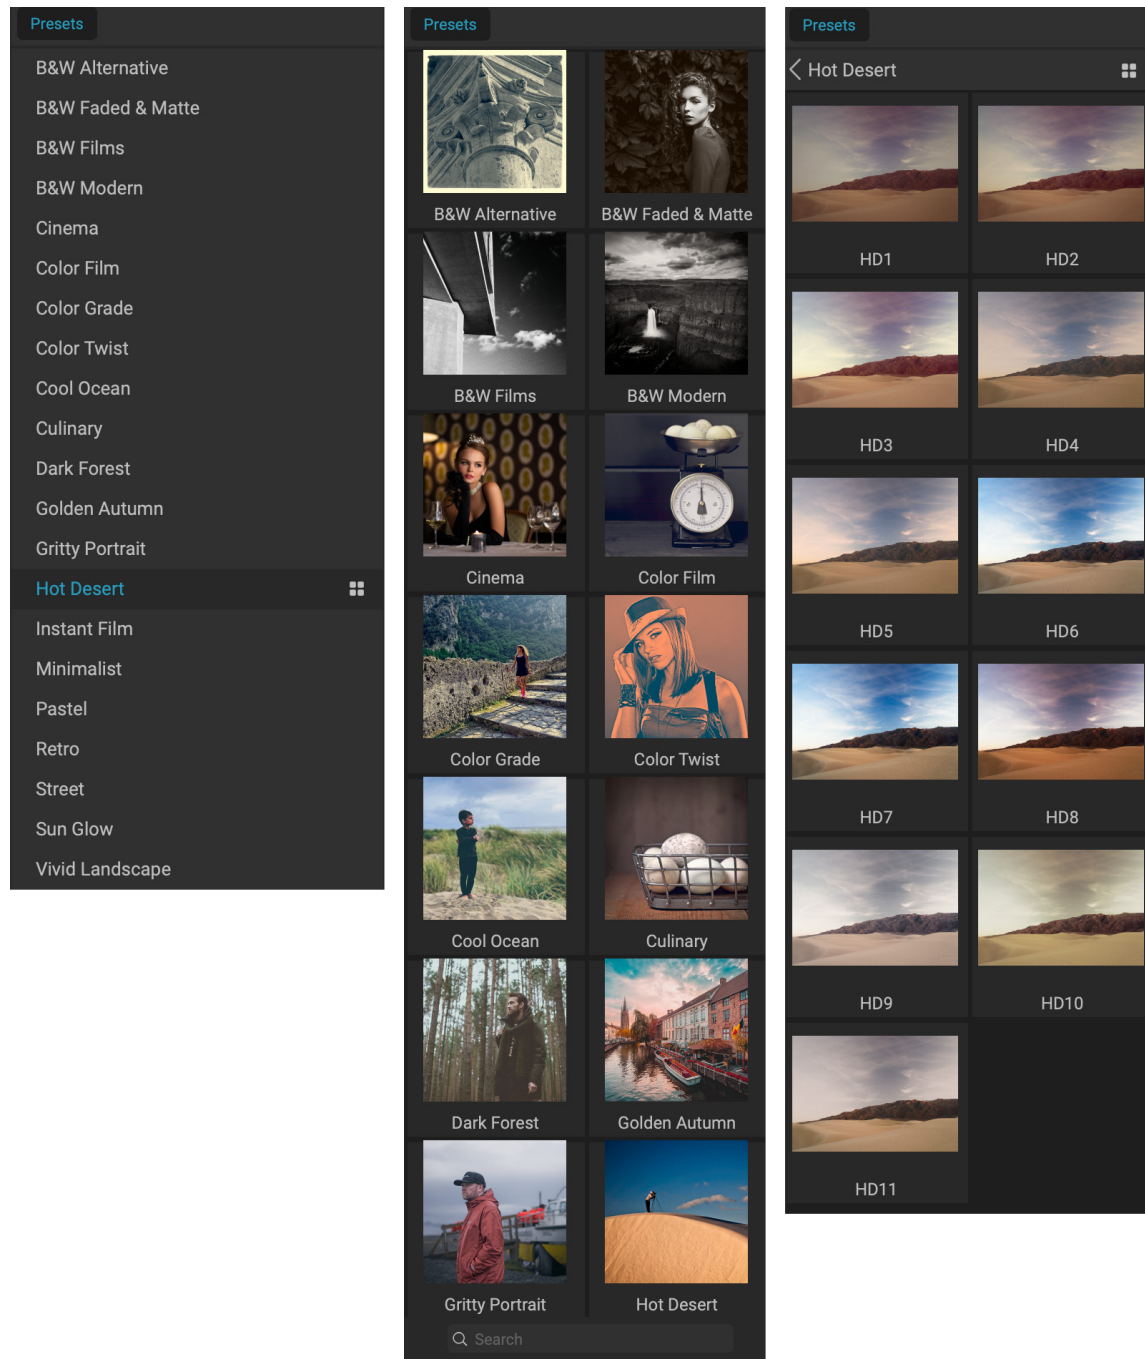 Presets
B&W Alternative
B&W Faded & Matte
B&W Films
B&W Modern
Cinema
Color Film
Color Grade
Color Twist
Cool Ocean
Culinary
Dark Forest
Golden Autumn
Gritty Portrait
Hot Desert
Instant Film
Minimalist
Pastel
Retro
Street
Sun Glow
Vivid Landscape
Presets
B&W Alternative B&W Faded & Matte
B&W Films B&W Modern
Cinema Color Film
Color Grade Color Twist
Cool Ocean Culinary
Dark Forest Golden Autumn
Gritty Portrait Hot Desert
Search
Presets
Hot Desert
HD1 HD2
HD3 HD4
HD5 HD6
HD7 HD8
HD9 HD10
HD11